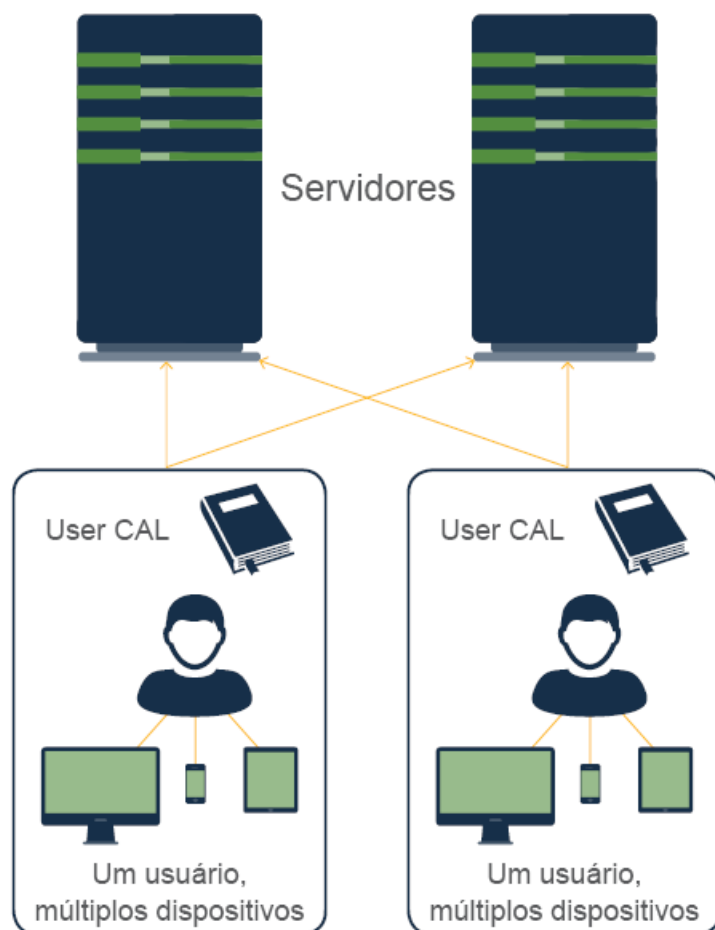 Servidores
User CAL
Um usuário,
múltiplos dispositivos
User CAL
Um usuário,
múltiplos dispositivos